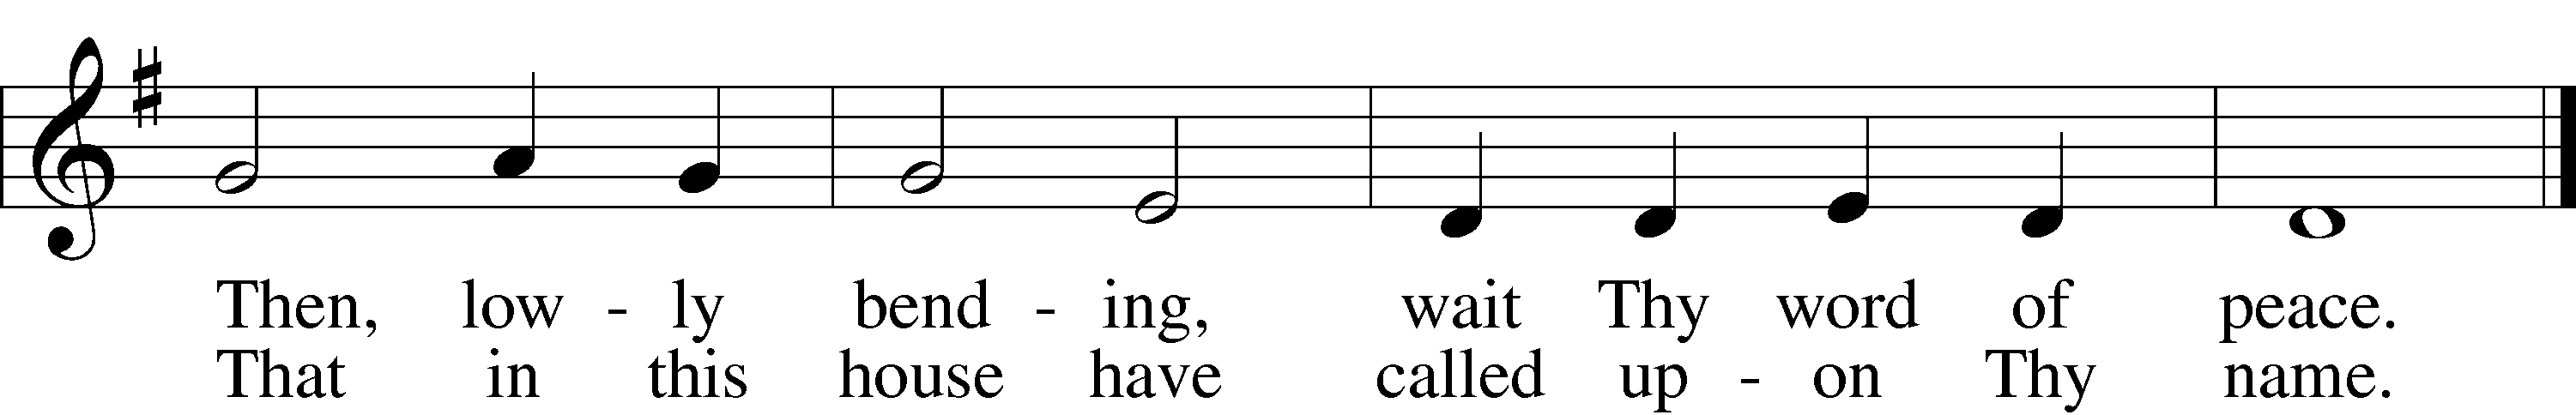 Then, low - ly bend - ing, wait Thy word of peace.
That in this house have called up - on Thy name.